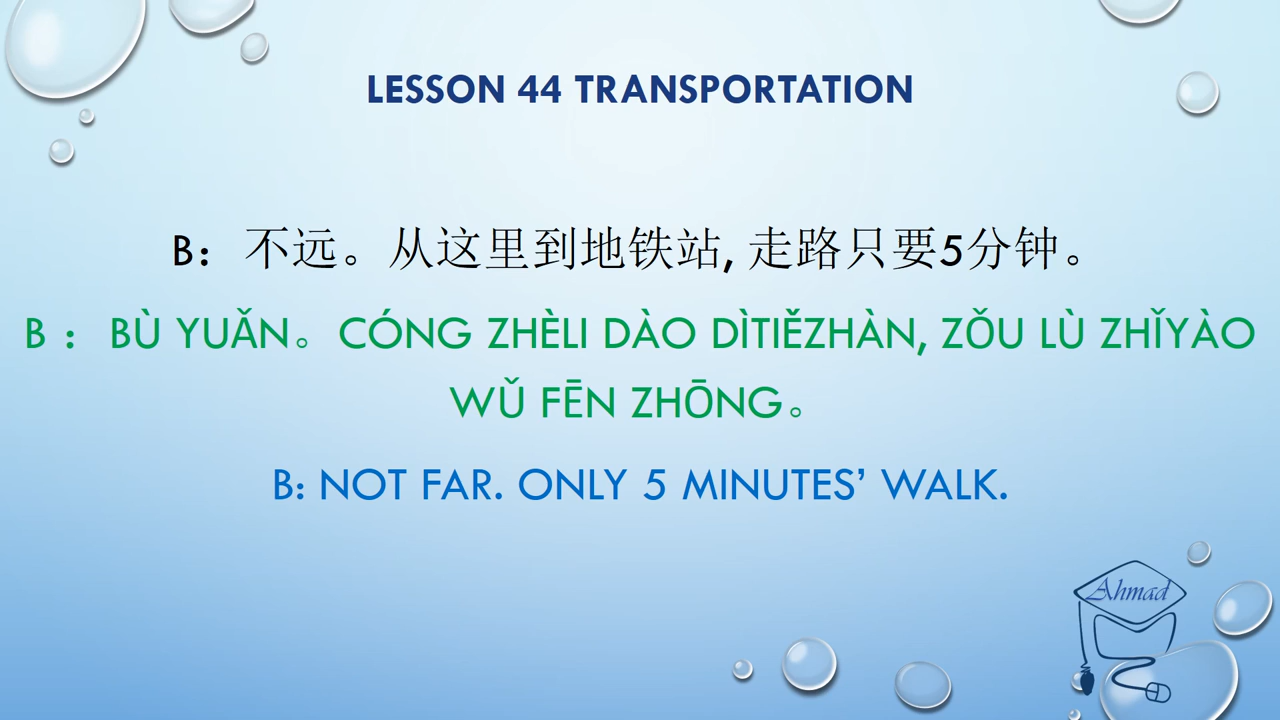 LESSON 44 TRANSPORTATION
B：不远。从这里到地铁站, 走路只要5分钟。
B： BÙ YUǍN。CÓNG ZHÈLI DÀO DÌTIĚZHÀN, ZǑU LÙ ZHǏYÀO
WǓ FĒN ZHŌNG。
B: NOT FAR. ONLY 5 MINUTES’ WALK.
Ahmad